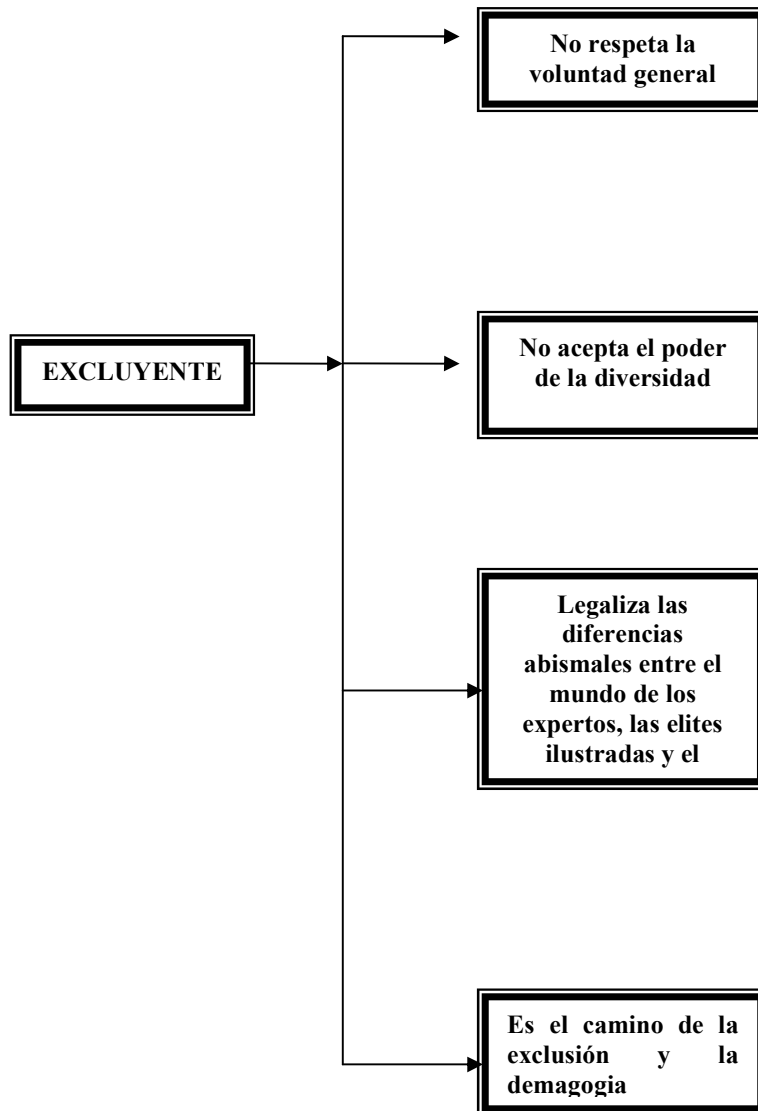 No respeta la
voluntad general
EXCLUYENTE
No acepta el poder
de la diversidad
Legaliza las
diferencias
abismales entre el
mundo de los
expertos, las elites
ilustradas y el
Es el camino de la
exclusión y la
demagogia